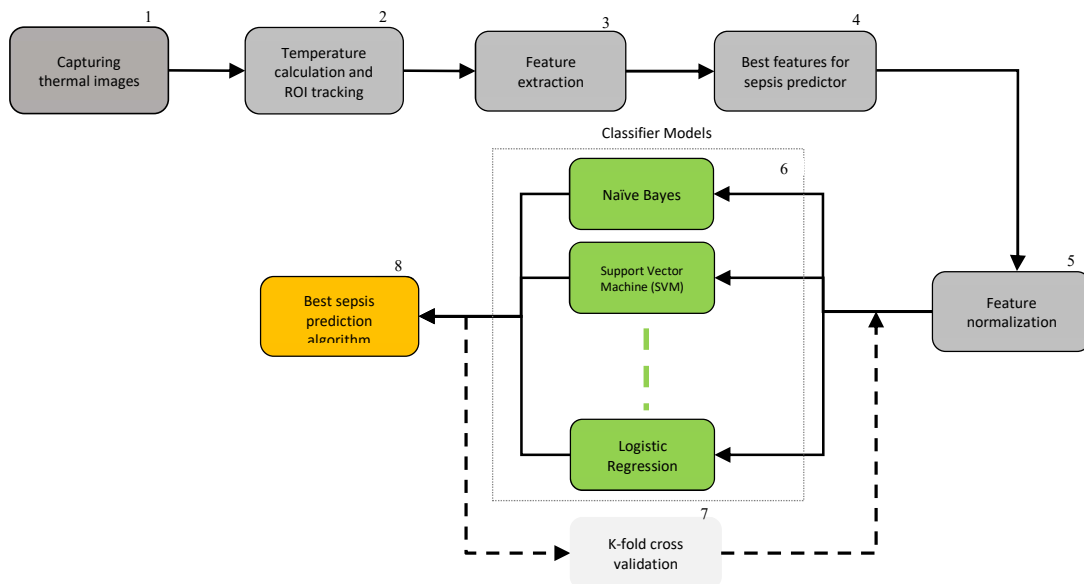 1
Capturing
thermal images
2
Temperature
calculation and
ROI tracking
3
Feature
extraction
4
Best features for
sepsis predictor
Classifier Models
6
Naïve Bayes
Support Vector
Machine (SVM)
Logistic
Regression
5
Feature
normalization
8
Best sepsis
prediction
algorithm
7
K-fold cross
validation